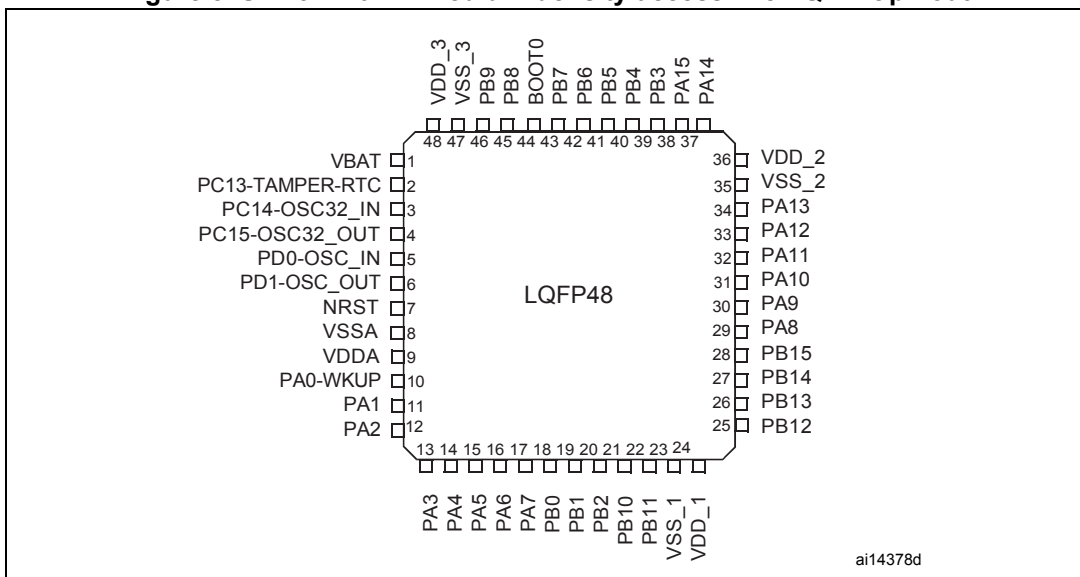 VDD_3
VSS_3
PB9
PB8
BOOT0
PB7
PB6
PB5
PB4
PB3
PA15
PA14
48 47 46 45 44 43 42 41 40 39 38 37
VBAT 1
PC13-TAMPER-RTC 2
PC14-OSC32_IN 3
PC15-OSC32_OUT 4
PD0-OSC_IN 5
PD1-OSC_OUT 6
NRST 7
VSSA 8
VDDA 9
PA0-WKUP 10
PA1 11
PA2 12
LQFP48
36 VDD_2
35 VSS_2
34 PA13
33 PA12
32 PA11
31 PA10
30 PA9
29 PA8
28 PB15
27 PB14
26 PB13
25 PB12
13 14 15 16 17 18 19 20 21 22 23 24
PA3
PA4
PA5
PA6
PA7
PB0
PB1
PB2
PB10
PB11
VSS_1
VDD_1
ai14378d